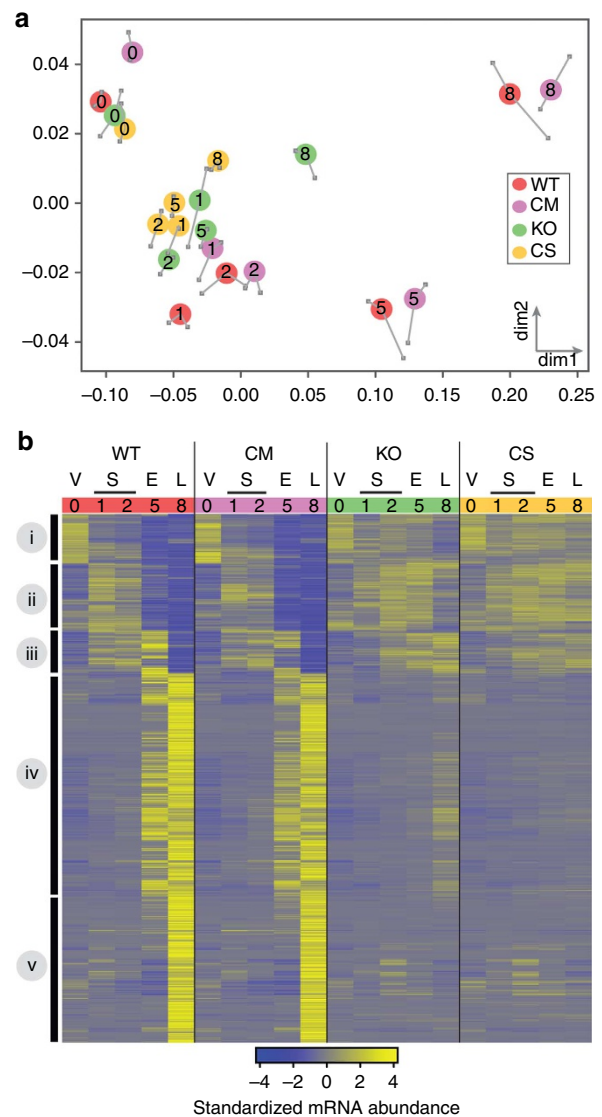 a
0.04
0.02
0.00
−0.02
−0.04
dim2
−0.10 −0.05 0.00 0.05 0.10 0.15 0.20 0.25
dim1
0
0
0
0
8
8
8
8
5
1
2 1
5
1
2
2
2
1
5
5
WT
CM
KO
CS
b
WT CM KO CS
V S E L V S E L V S E L V S E L
0 1 2 5 8 0 1 2 5 8 0 1 2 5 8 0 1 2 5 8
i
ii
iii
iv
v
−4 −2 0 2 4
Standardized mRNA abundance